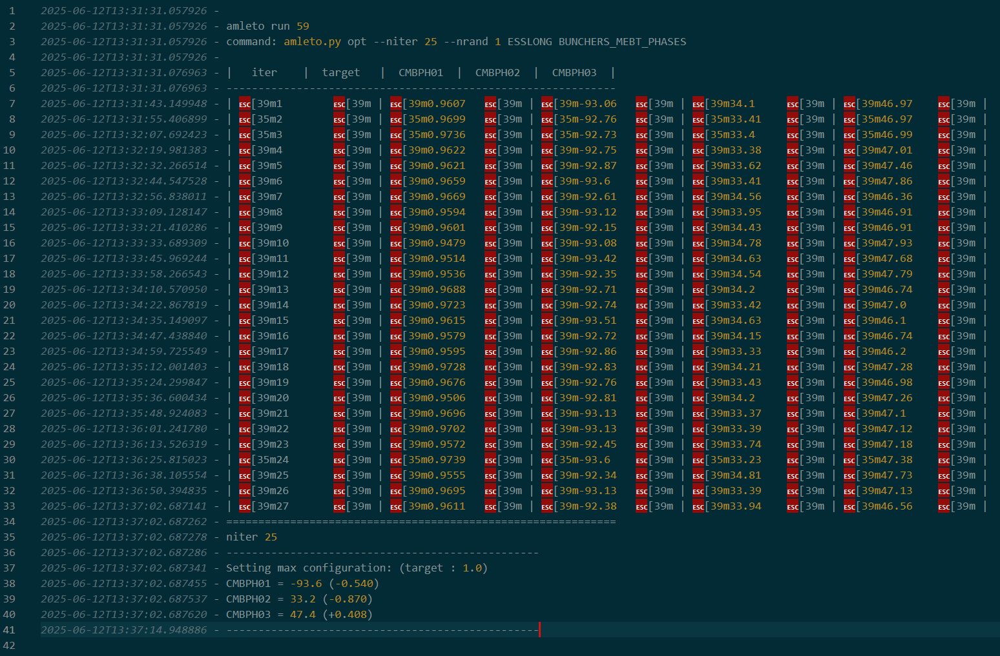 1 2025-06-12T13:31:31.057926 -
2 2025-06-12T13:31:31.057926 - amleto run 59
3 2025-06-12T13:31:31.057926 - command: amleto.py opt --niter 25 --nrand 1 ESSLONG BUNCHERS_MEBT_PHASES
4 2025-06-12T13:31:31.057926 -
5 2025-06-12T13:31:31.076963 - | iter | target | CMBPH01 | CMBPH02 | CMBPH03 |
6 2025-06-12T13:31:31.076963 - -------------------------------------------------------------
7 2025-06-12T13:31:43.149948 - | ESC[39m1 ESC[39m | ESC[39m0.9607 ESC[39m | ESC[39m-93.06 ESC[39m | ESC[39m34.1 ESC[39m | ESC[39m46.97 ESC[39m |
8 2025-06-12T13:31:55.406899 - | ESC[35m2 ESC[39m | ESC[35m0.9699 ESC[39m | ESC[35m-92.76 ESC[39m | ESC[35m33.41 ESC[39m | ESC[35m46.97 ESC[39m |
9 2025-06-12T13:32:07.692423 - | ESC[35m3 ESC[39m | ESC[35m0.9736 ESC[39m | ESC[35m-92.73 ESC[39m | ESC[35m33.4 ESC[39m | ESC[35m46.99 ESC[39m |
10 2025-06-12T13:32:19.981383 - | ESC[39m4 ESC[39m | ESC[39m0.9622 ESC[39m | ESC[39m-92.75 ESC[39m | ESC[39m33.38 ESC[39m | ESC[39m47.01 ESC[39m |
11 2025-06-12T13:32:32.266514 - | ESC[39m5 ESC[39m | ESC[39m0.9621 ESC[39m | ESC[39m-92.87 ESC[39m | ESC[39m33.62 ESC[39m | ESC[39m47.46 ESC[39m |
12 2025-06-12T13:32:44.547528 - | ESC[39m6 ESC[39m | ESC[39m0.9659 ESC[39m | ESC[39m-93.6 ESC[39m | ESC[39m33.41 ESC[39m | ESC[39m47.86 ESC[39m |
13 2025-06-12T13:32:56.838011 - | ESC[39m7 ESC[39m | ESC[39m0.9669 ESC[39m | ESC[39m-92.61 ESC[39m | ESC[39m34.56 ESC[39m | ESC[39m46.36 ESC[39m |
14 2025-06-12T13:33:09.128147 - | ESC[39m8 ESC[39m | ESC[39m0.9594 ESC[39m | ESC[39m-93.12 ESC[39m | ESC[39m33.95 ESC[39m | ESC[39m46.91 ESC[39m |
15 2025-06-12T13:33:21.410286 - | ESC[39m9 ESC[39m | ESC[39m0.9601 ESC[39m | ESC[39m-92.15 ESC[39m | ESC[39m34.43 ESC[39m | ESC[39m46.91 ESC[39m |
16 2025-06-12T13:33:33.689309 - | ESC[39m10 ESC[39m | ESC[39m0.9479 ESC[39m | ESC[39m-93.08 ESC[39m | ESC[39m34.78 ESC[39m | ESC[39m47.93 ESC[39m |
17 2025-06-12T13:33:45.969244 - | ESC[39m11 ESC[39m | ESC[39m0.9514 ESC[39m | ESC[39m-93.42 ESC[39m | ESC[39m34.63 ESC[39m | ESC[39m47.68 ESC[39m |
18 2025-06-12T13:33:58.266543 - | ESC[39m12 ESC[39m | ESC[39m0.9536 ESC[39m | ESC[39m-92.35 ESC[39m | ESC[39m34.54 ESC[39m | ESC[39m47.79 ESC[39m |
19 2025-06-12T13:34:10.570950 - | ESC[39m13 ESC[39m | ESC[39m0.9688 ESC[39m | ESC[39m-92.71 ESC[39m | ESC[39m34.2 ESC[39m | ESC[39m46.74 ESC[39m |
20 2025-06-12T13:34:22.867819 - | ESC[39m14 ESC[39m | ESC[39m0.9723 ESC[39m | ESC[39m-92.74 ESC[39m | ESC[39m33.42 ESC[39m | ESC[39m47.0 ESC[39m |
21 2025-06-12T13:34:35.149097 - | ESC[39m15 ESC[39m | ESC[39m0.9615 ESC[39m | ESC[39m-93.51 ESC[39m | ESC[39m34.63 ESC[39m | ESC[39m46.1 ESC[39m |
22 2025-06-12T13:34:47.438840 - | ESC[39m16 ESC[39m | ESC[39m0.9579 ESC[39m | ESC[39m-92.72 ESC[39m | ESC[39m34.15 ESC[39m | ESC[39m46.74 ESC[39m |
23 2025-06-12T13:34:59.725549 - | ESC[39m17 ESC[39m | ESC[39m0.9595 ESC[39m | ESC[39m-92.86 ESC[39m | ESC[39m33.33 ESC[39m | ESC[39m46.2 ESC[39m |
24 2025-06-12T13:35:12.001403 - | ESC[39m18 ESC[39m | ESC[39m0.9728 ESC[39m | ESC[39m-92.83 ESC[39m | ESC[39m34.21 ESC[39m | ESC[39m47.28 ESC[39m |
25 2025-06-12T13:35:24.299847 - | ESC[39m19 ESC[39m | ESC[39m0.9676 ESC[39m | ESC[39m-92.76 ESC[39m | ESC[39m33.43 ESC[39m | ESC[39m46.98 ESC[39m |
26 2025-06-12T13:35:36.600434 - | ESC[39m20 ESC[39m | ESC[39m0.9506 ESC[39m | ESC[39m-92.81 ESC[39m | ESC[39m34.2 ESC[39m | ESC[39m47.26 ESC[39m |
27 2025-06-12T13:35:48.924083 - | ESC[39m21 ESC[39m | ESC[39m0.9696 ESC[39m | ESC[39m-93.13 ESC[39m | ESC[39m33.37 ESC[39m | ESC[39m47.1 ESC[39m |
28 2025-06-12T13:36:01.241780 - | ESC[39m22 ESC[39m | ESC[39m0.9702 ESC[39m | ESC[39m-93.13 ESC[39m | ESC[39m33.39 ESC[39m | ESC[39m47.12 ESC[39m |
29 2025-06-12T13:36:13.526319 - | ESC[39m23 ESC[39m | ESC[39m0.9572 ESC[39m | ESC[39m-92.45 ESC[39m | ESC[39m33.74 ESC[39m | ESC[39m47.18 ESC[39m |
30 2025-06-12T13:36:25.815023 - | ESC[35m24 ESC[39m | ESC[35m0.9739 ESC[39m | ESC[35m-93.6 ESC[39m | ESC[35m33.23 ESC[39m | ESC[35m47.38 ESC[39m |
31 2025-06-12T13:36:38.105554 - | ESC[39m25 ESC[39m | ESC[39m0.9555 ESC[39m | ESC[39m-92.34 ESC[39m | ESC[39m34.81 ESC[39m | ESC[39m47.73 ESC[39m |
32 2025-06-12T13:36:50.394835 - | ESC[39m26 ESC[39m | ESC[39m0.9695 ESC[39m | ESC[39m-93.13 ESC[39m | ESC[39m33.39 ESC[39m | ESC[39m47.13 ESC[39m |
33 2025-06-12T13:37:02.687141 - | ESC[39m27 ESC[39m | ESC[39m0.9611 ESC[39m | ESC[39m-92.38 ESC[39m | ESC[39m33.94 ESC[39m | ESC[39m46.56 ESC[39m |
34 2025-06-12T13:37:02.687262 - =============================================================
35 2025-06-12T13:37:02.687278 - niter 25
36 2025-06-12T13:37:02.687286 - -------------------------------------------------
37 2025-06-12T13:37:02.687341 - Setting max configuration: (target : 1.0)
38 2025-06-12T13:37:02.687455 - CMBPH01 = -93.6 (-0.540)
39 2025-06-12T13:37:02.687537 - CMBPH02 = 33.2 (-0.870)
40 2025-06-12T13:37:02.687620 - CMBPH03 = 47.4 (+0.408)
41 2025-06-12T13:37:14.948886 - -------------------------------------------------
42